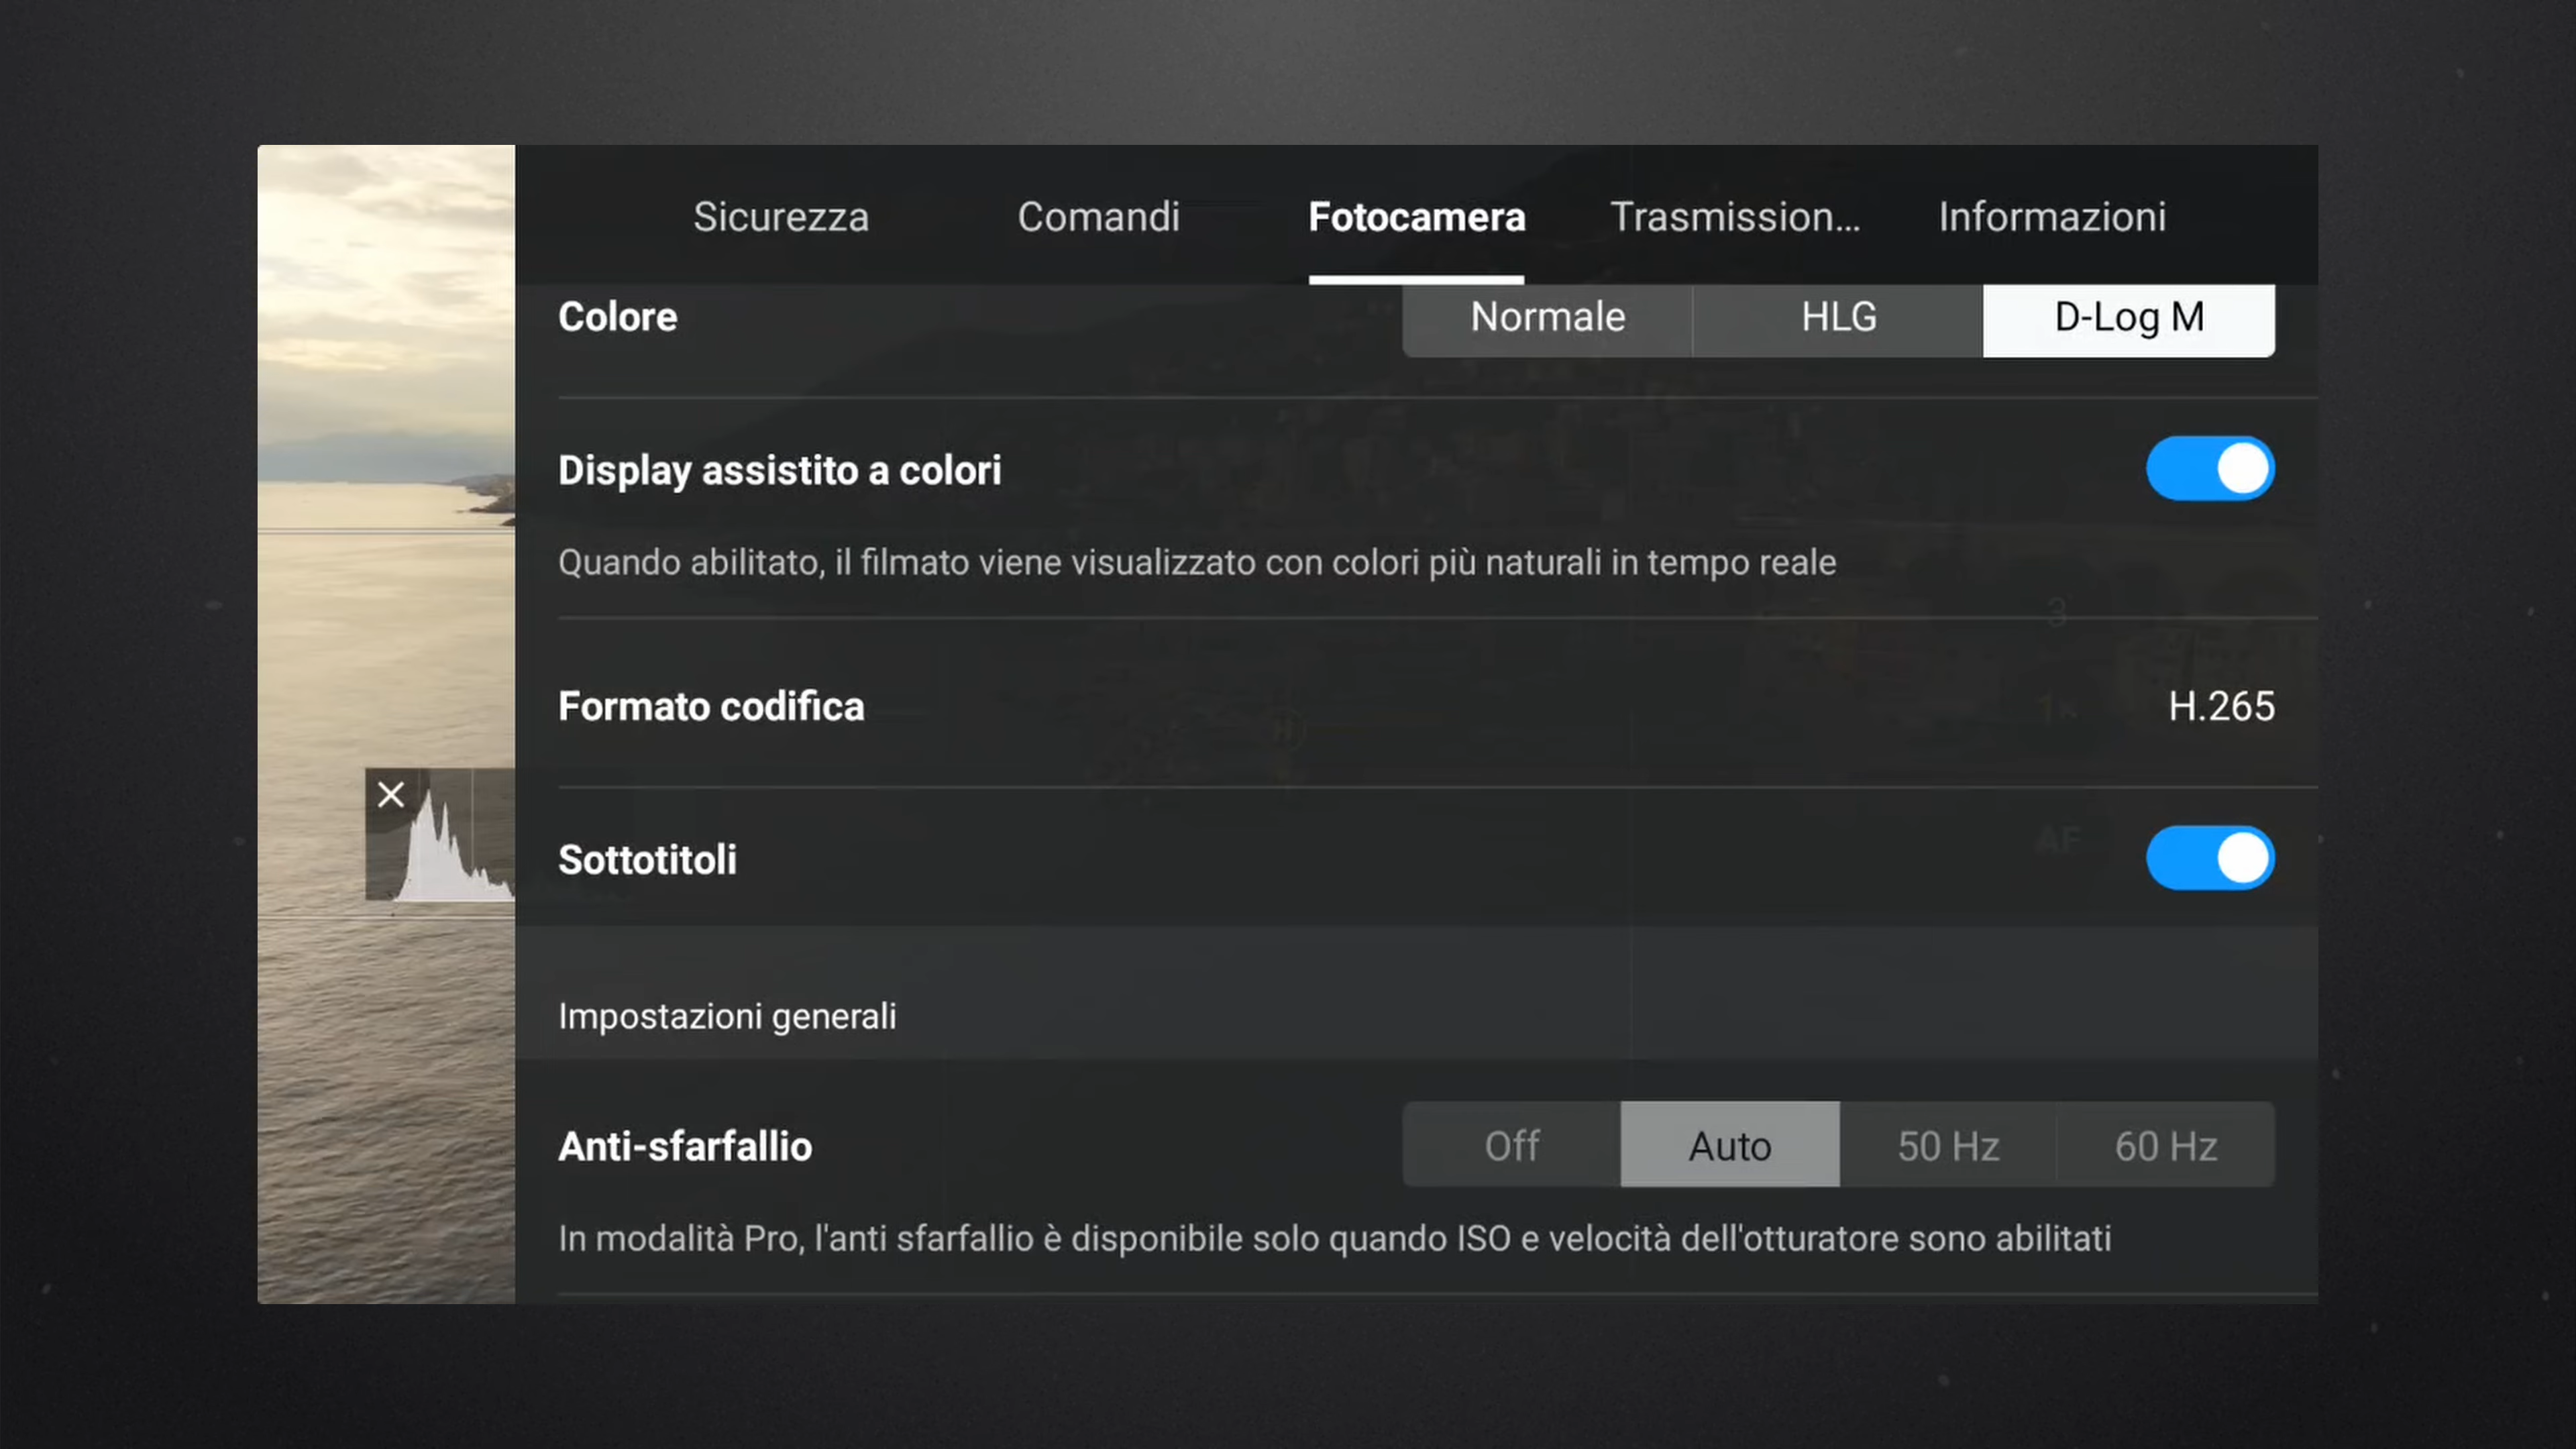 Sicurezza Comandi Fotocamera Trasmission... Informazioni
Colore Normale HLG D-Log M
Display assistito a colori
Quando abilitato, il filmato viene visualizzato con colori più naturali in tempo reale
3
Formato codifica H.265
Sottotitoli AF
Impostazioni generali
Anti-sfarfallio Off Auto 50 Hz 60 Hz
In modalità Pro, l'anti sfarfallio è disponibile solo quando ISO e velocità dell'otturatore sono abilitati